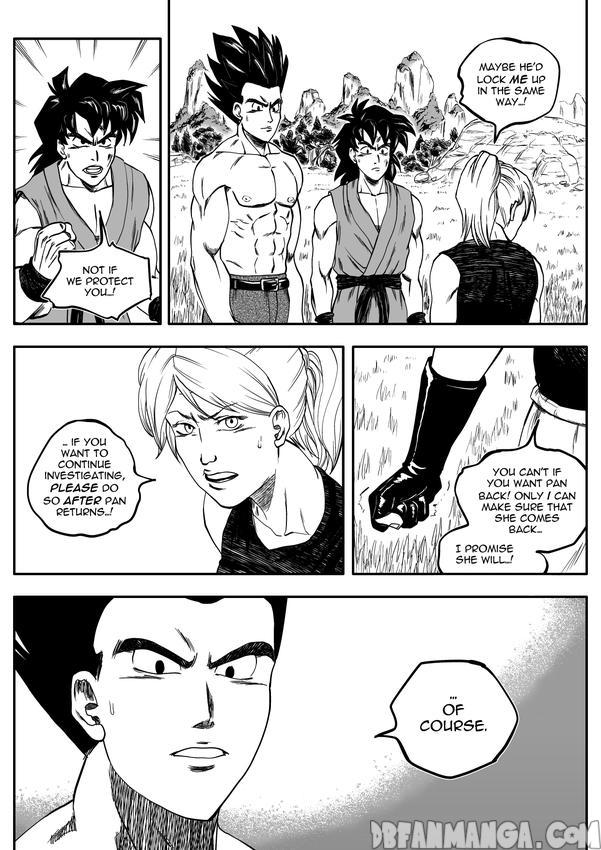 NOT IF
WE PROTECT
YOU..!
MAYBE HE'D
LOCK ME UP
IN THE SAME
WAY..!
.. IF YOU
WANT TO
CONTINUE
INVESTIGATING,
PLEASE DO
SO AFTER PAN
RETURNS..!
YOU CAN'T IF
YOU WANT PAN
BACK! ONLY I CAN
MAKE SURE THAT
SHE COMES
BACK...
I PROMISE
SHE WILL...!
...
OF
COURSE.
DBFANMANGA.COM